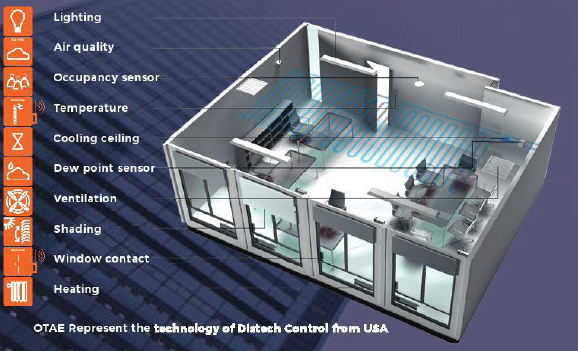 Lighting
Air quality
Occupancy sensor
Temperature
Cooling ceiling
Dew point sensor
Ventilation
Shading
Window contact
Heating
OTAE Represent the technology of Distech Control from USA